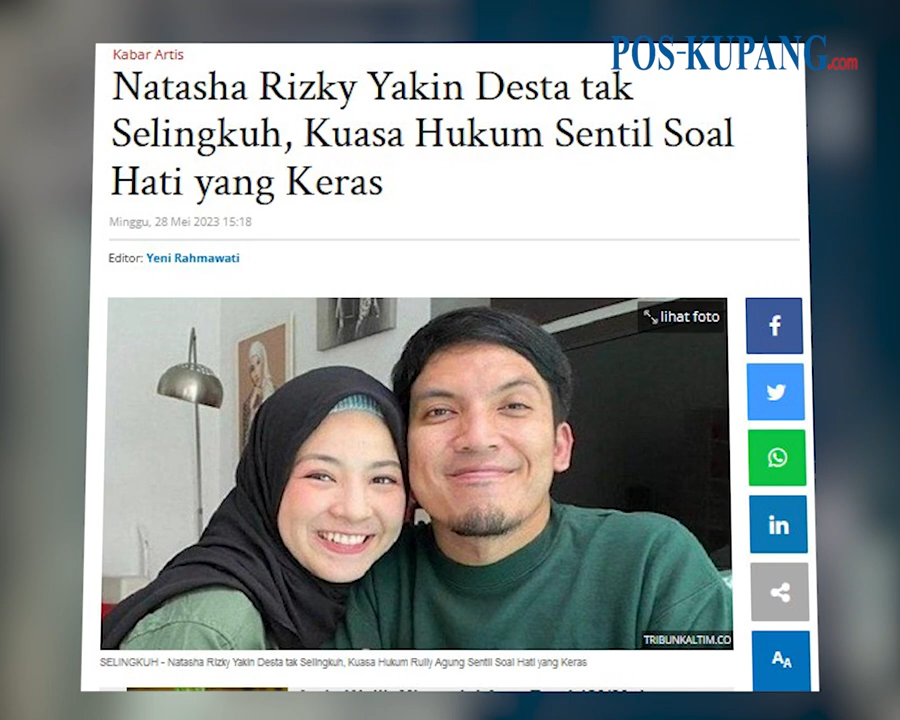 POS-KUPANG.com
Kabar Artis
Natasha Rizky Yakin Desta tak
Selingkuh, Kuasa Hukum Sentil Soal
Hati yang Keras
Minggu, 28 Mei 2023 15:18
Editor: Yeni Rahmawati
lihat foto
TRIBUNKALTIM.CO
SELINGKUH - Natasha Rizky Yakin Desta tak Selingkuh, Kuasa Hukum Rully Agung Sentil Soal Hati yang Keras
f
in
AA